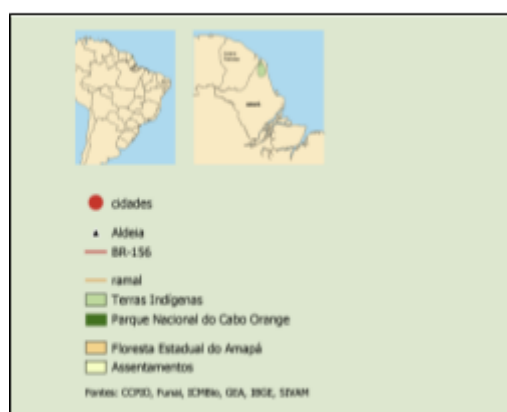 cidades
Aldeia
BR-156
ramal
Terras Indígenas
Parque Nacional do Cabo Orange
Floresta Estadual do Amapá
Assentamentos
Fontes: CCPIO, Funai, ICMBio, GEA, IBGE, SIVAM